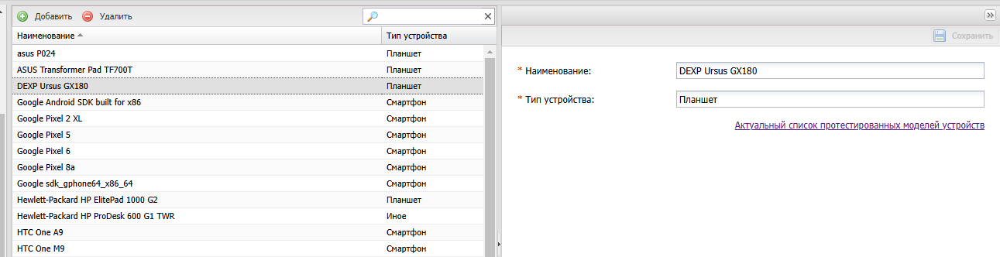 Добавить Удалить
Наименование Тип устройства
asus P024 Планшет
ASUS Transformer Pad TF700T Планшет
DEXP Ursus GX180 Планшет
Google Android SDK built for x86 Смартфон
Google Pixel 2 XL Смартфон
Google Pixel 5 Смартфон
Google Pixel 6 Смартфон
Google Pixel 8a Смартфон
Google sdk_gphone64_x86_64 Смартфон
Hewlett-Packard HP ElitePad 1000 G2 Планшет
Hewlett-Packard HP ProDesk 600 G1 TWR Иное
HTC One A9 Смартфон
HTC One M9 Смартфон
Сохранить
* Наименование: DEXP Ursus GX180
* Тип устройства: Планшет
Актуальный список протестированных моделей устройств